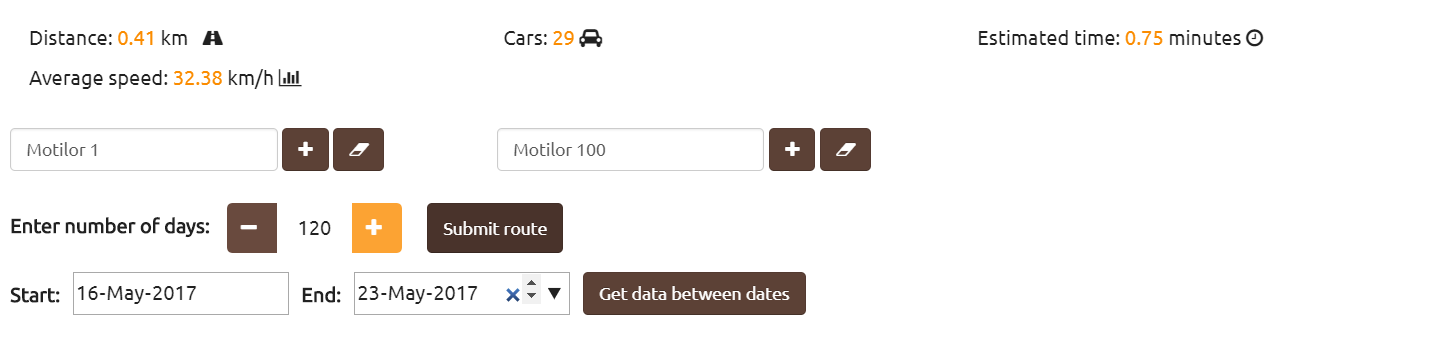 Distance: 0.41 km Cars: 29 Estimated time: 0.75 minutes
Average speed: 32.38 km/h
Motilor 1 Motilor 100
Enter number of days: 120 Submit route
Start: 16-May-2017 End: 23-May-2017 Get data between dates